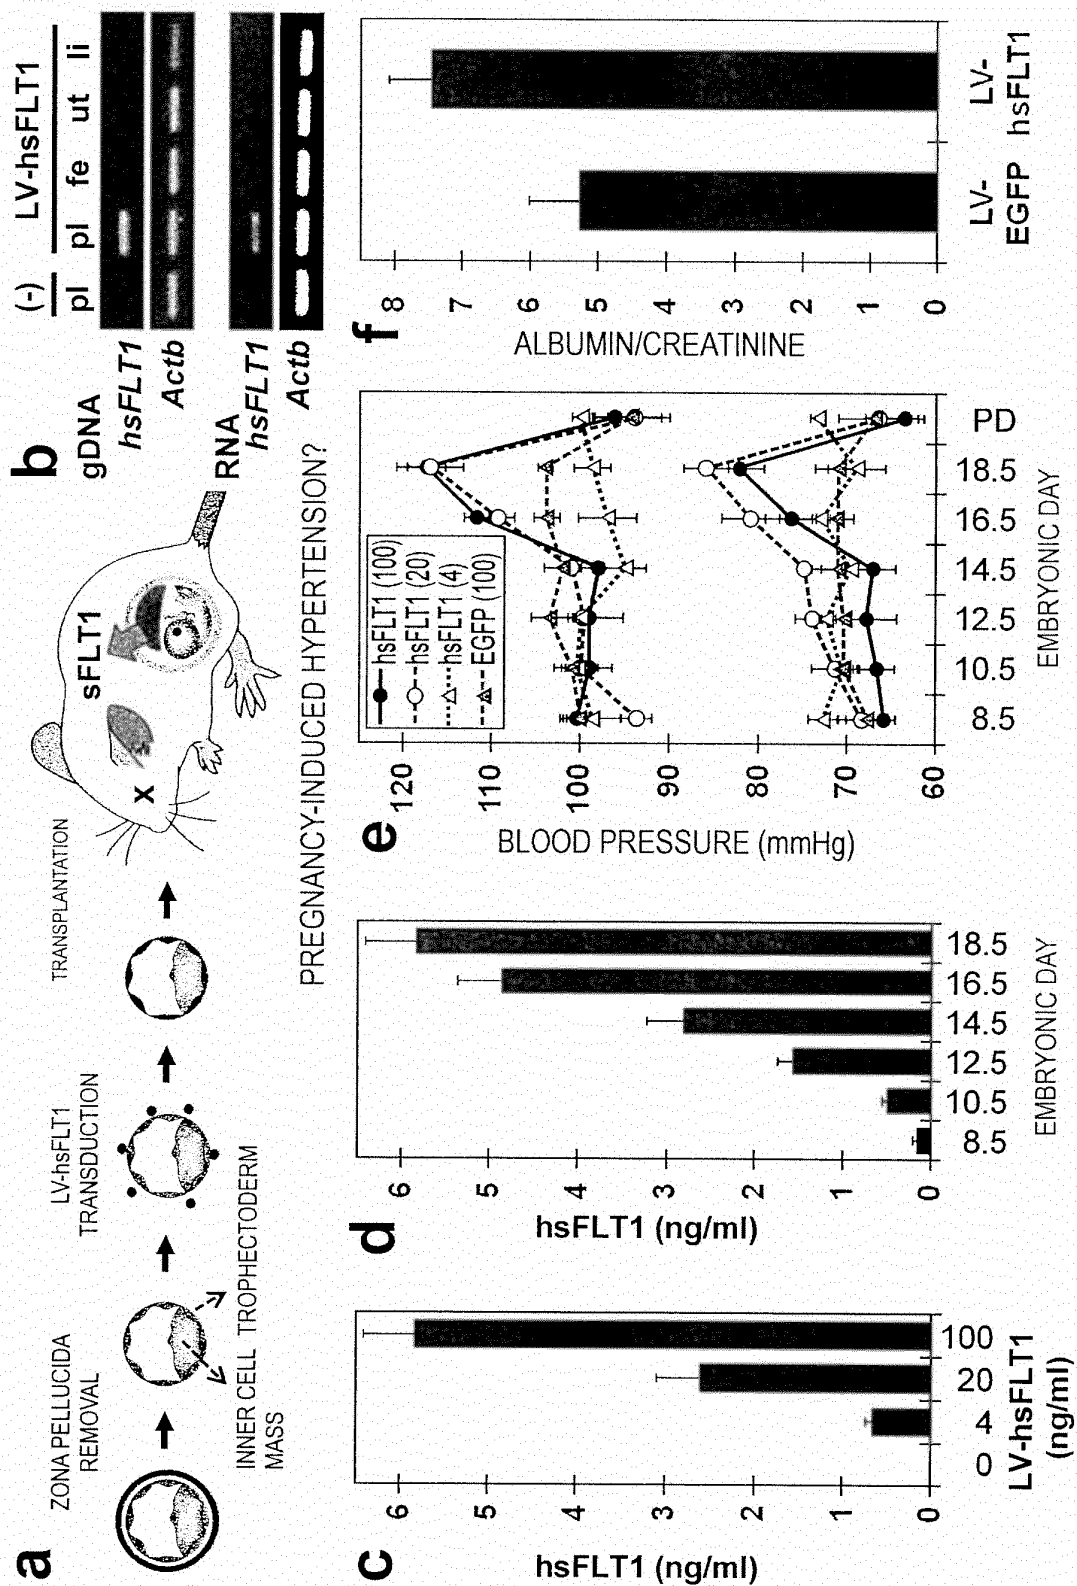 a
ZONA PELLUCIDA
REMOVAL
LV-hsFLT1
TRANSDUCTION
TRANSPLANTATION
INNER CELL
MASS
TROPHECTODERM
sFLT1
X
PREGNANCY-INDUCED HYPERTENSION?
b
(-)
LV-hsFLT1
pl pl fe ut li
gDNA
hsFLT1
Actb
RNA
hsFLT1
Actb
c
hsFLT1 (ng/ml)
6
5
4
3
2
1
0
0 4 20 100
LV-hsFLT1
(ng/ml)
d
hsFLT1 (ng/ml)
6
5
4
3
2
1
0
8.5 10.5 12.5 14.5 16.5 18.5
EMBRYONIC DAY
e
BLOOD PRESSURE (mmHg)
120
110
100
90
80
70
60
hsFLT1 (100)
hsFLT1 (20)
hsFLT1 (4)
EGFP (100)
8.5 10.5 12.5 14.5 16.5 18.5 PD
EMBRYONIC DAY
f
ALBUMIN/CREATININE
8
7
6
5
4
3
2
1
0
LV-
EGFP
LV-
hsFLT1